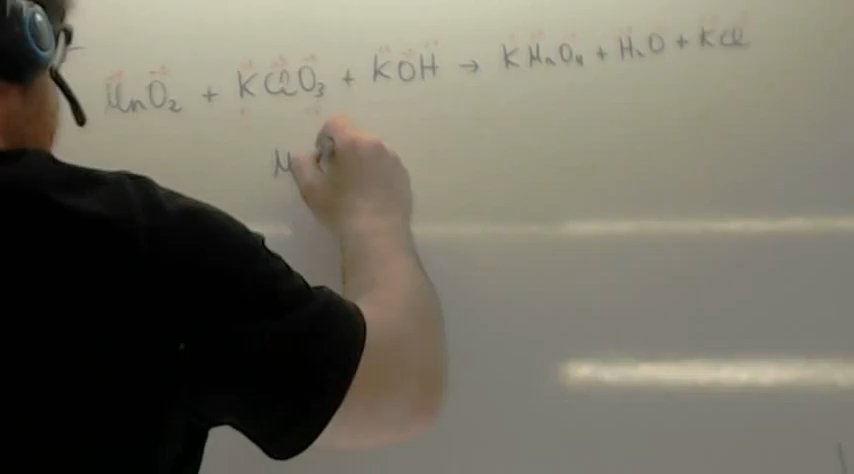 MnO₂ + KClO₃ + KOH → KMnO₄ + H₂O + KCl
M